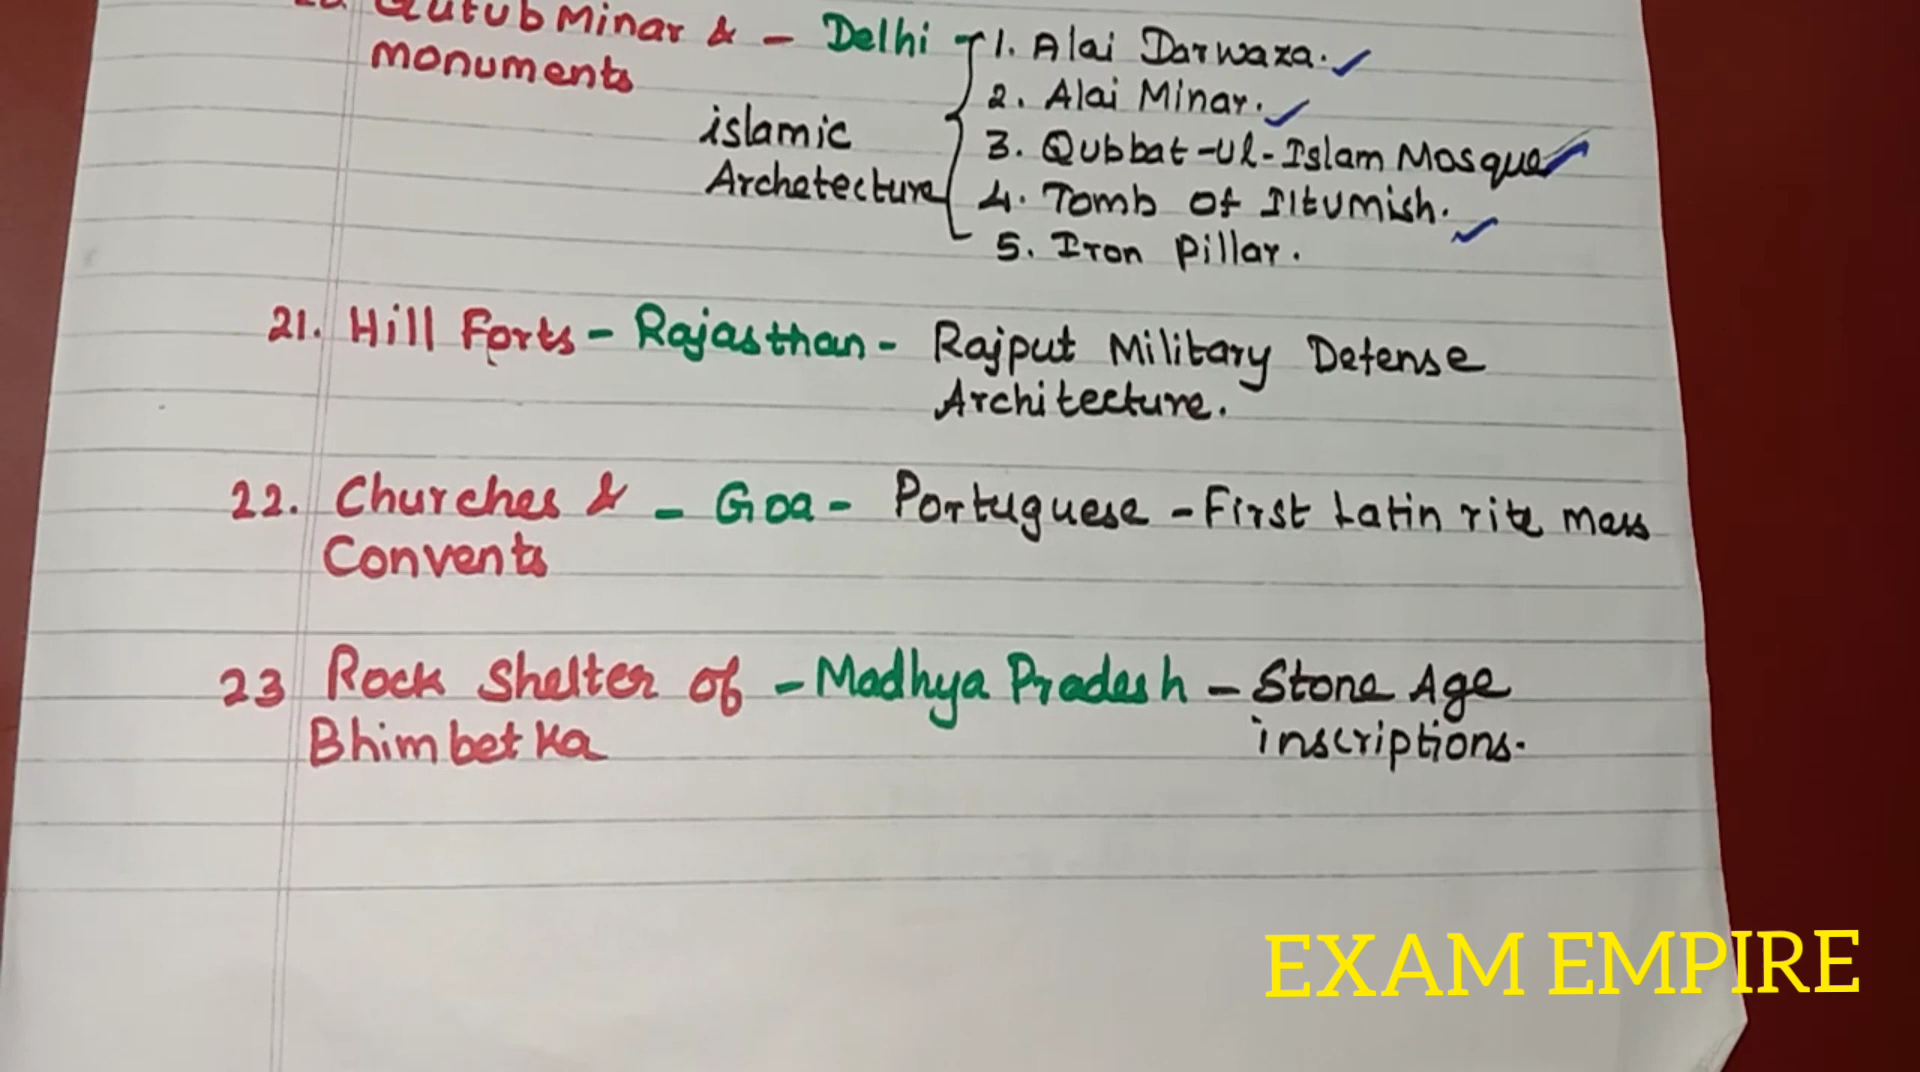 Qutub Minar & - Delhi - 1. Alai Darwaza.
monuments
2. Alai Minar.
islamic
3. Qubbat-ul-Islam Mosque
Archetecture
4. Tomb of Iltumish.
5. Iron pillar.
21. Hill Forts - Rajasthan - Rajput Military Defense
Architecture.
22. Churches & - Goa - Portuguese - First Latin rite mass
Convents
23 Rock Shelter of - Madhya Pradesh - Stone Age
Bhimbetka
inscriptions.
EXAM EMPIRE